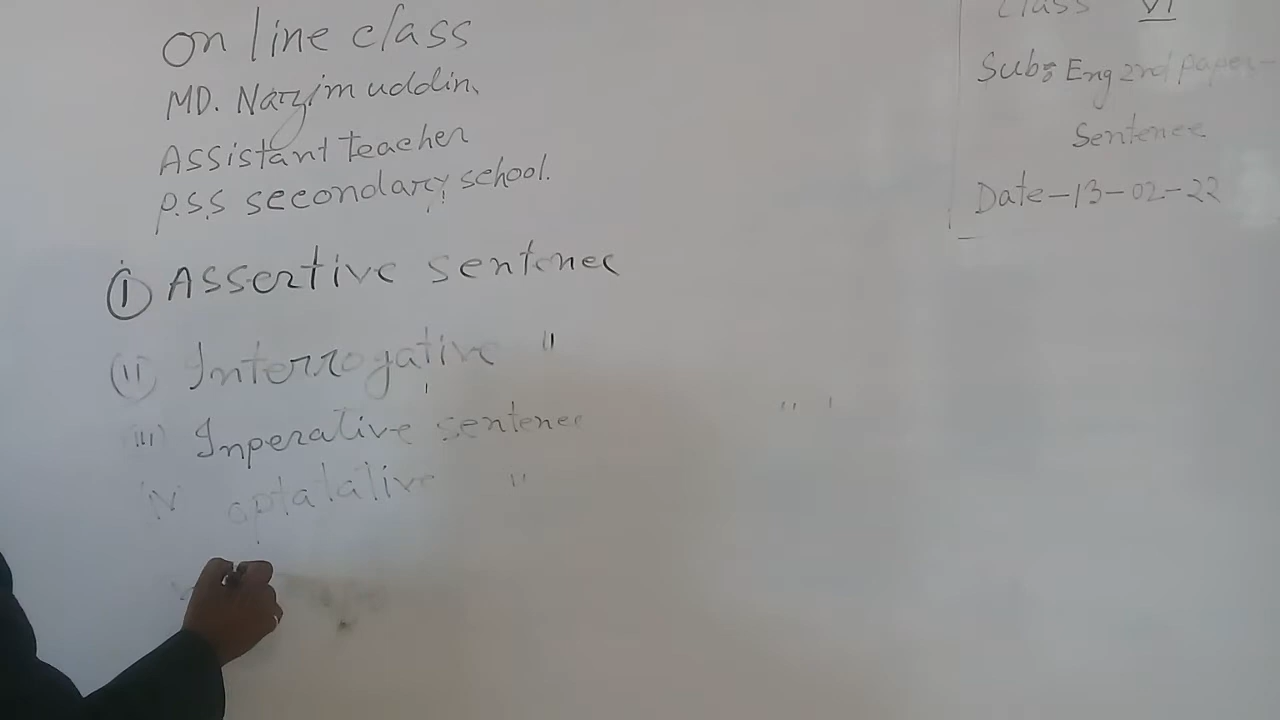 On line class
MD. Nazim uddin
Assistant teacher
P.S.S secondary school.
Class VI
Sub: Eng 2nd paper-
Sentence
Date-13-02-22
(i) Assertive sentence
(ii) Interrogative "
iii) Imperative sentence
" '
iv optalative "